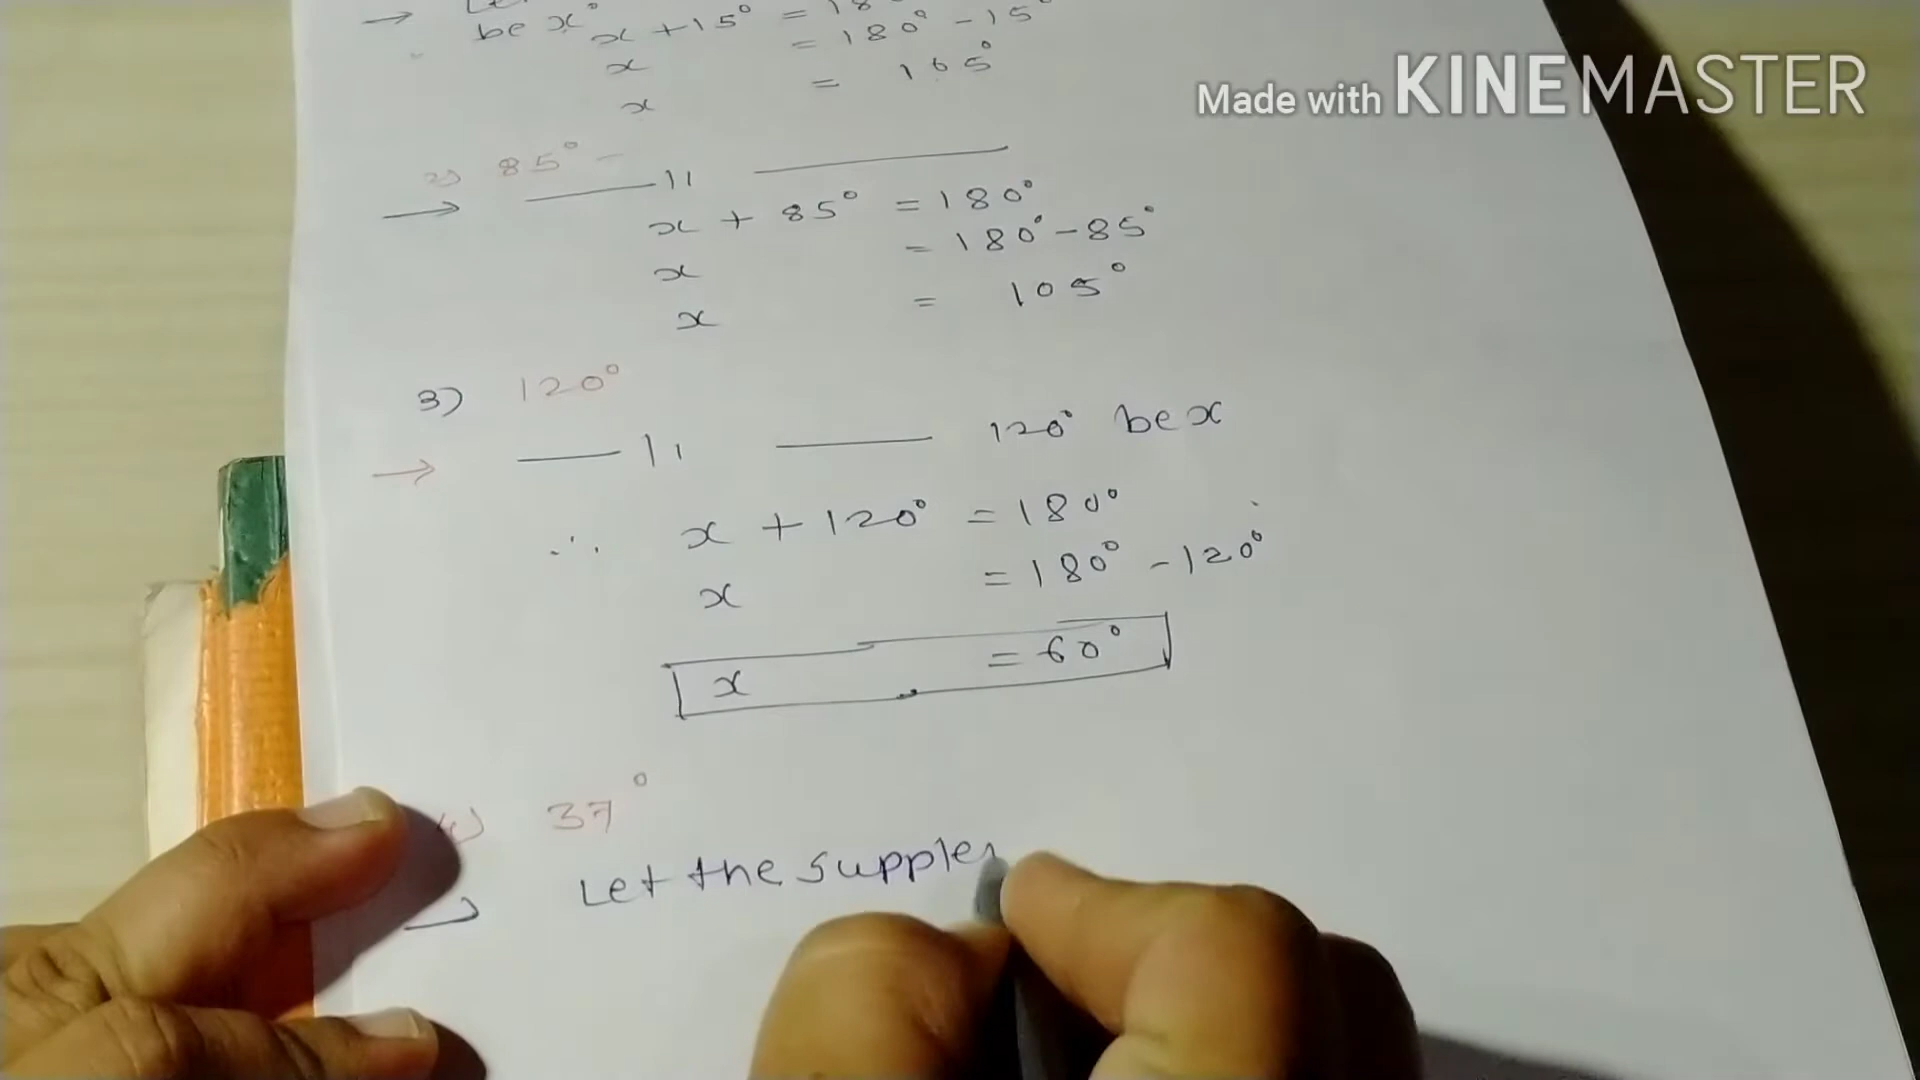 Made with KINEMASTER
→ be x° x + 15° = 18
x = 180° - 15°
x = 165°
2) 85° -
→ —— 11 ——
x + 85° = 180°
x = 180° - 85°
x = 105°
3) 120°
→ —— 11 —— 120° be x
∴ x + 120° = 180°
x = 180° - 120°
x = 60°
37°
Let the supplem